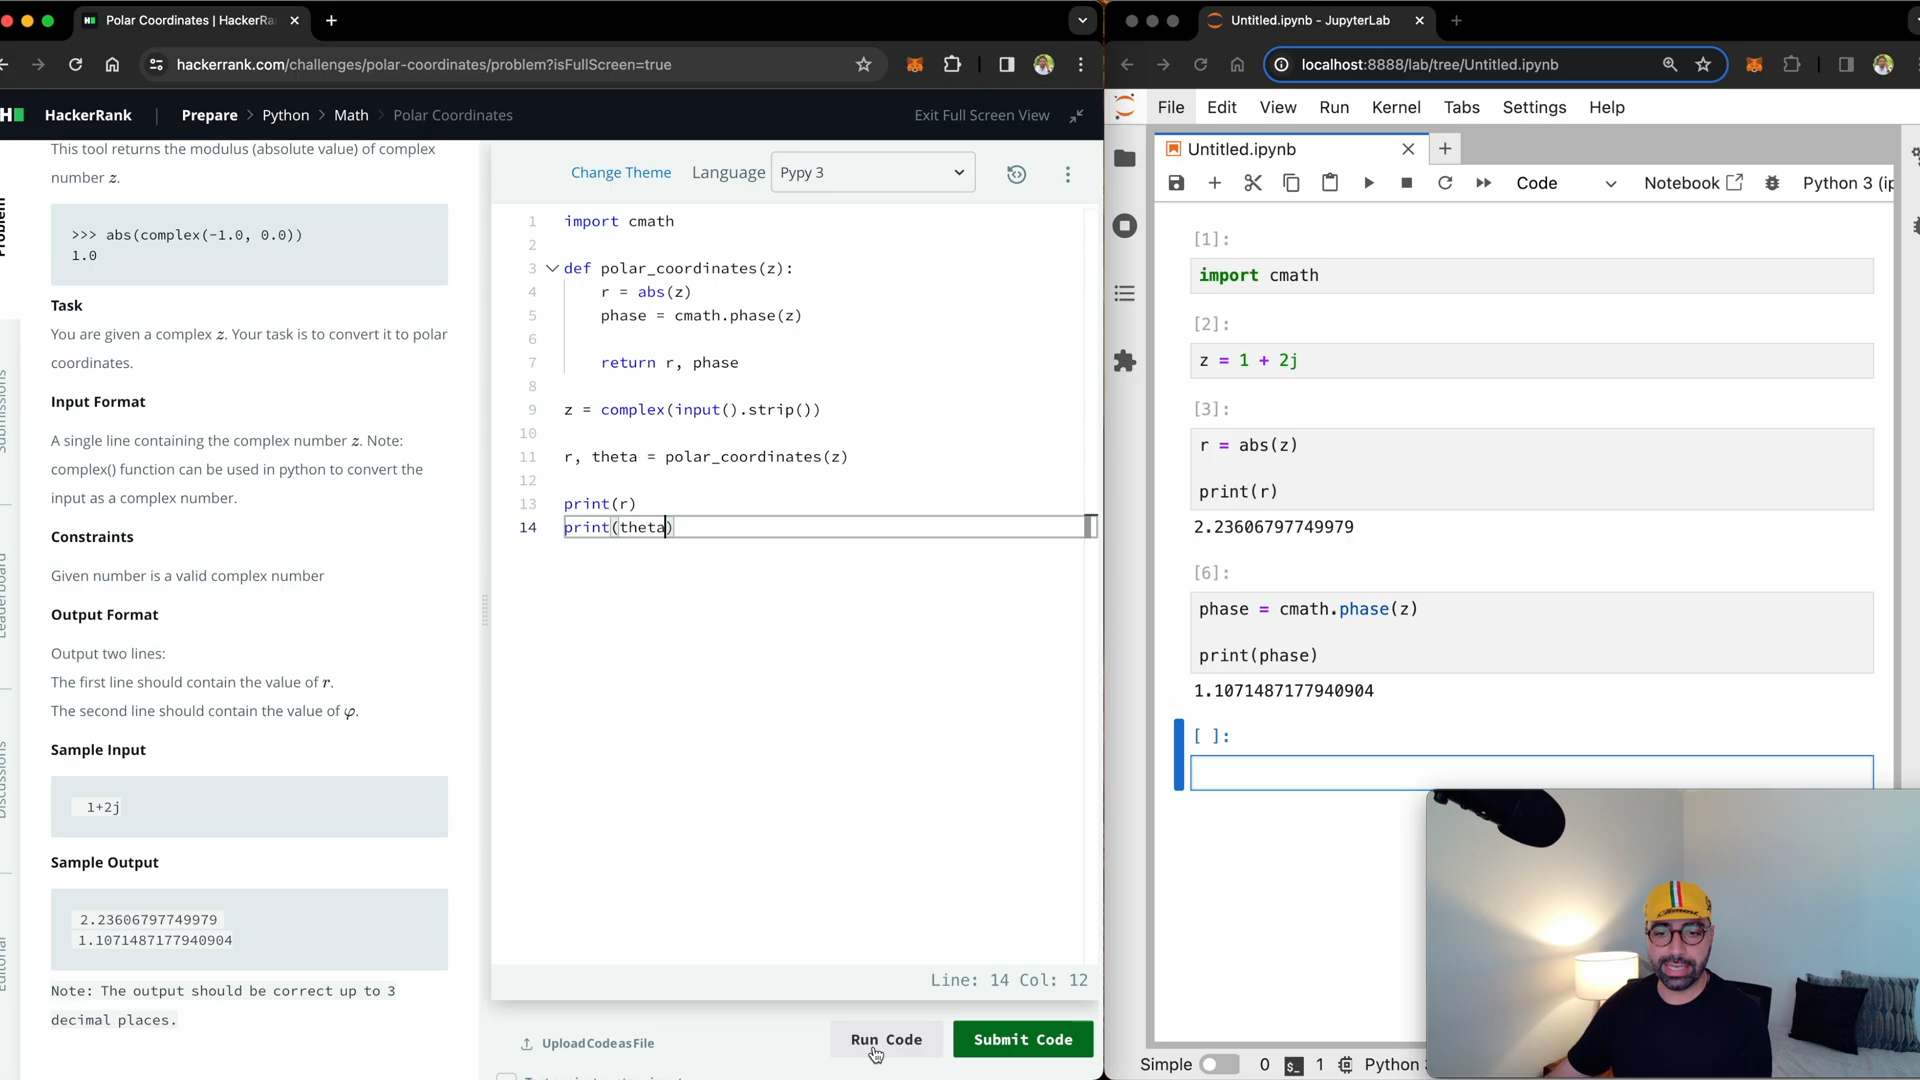 Polar Coordinates | HackerRa
hackerrank.com/challenges/polar-coordinates/problem?isFullScreen=true
HackerRank
Prepare > Python > Math > Polar Coordinates
Exit Full Screen View
Problem
Submissions
Leaderboard
Discussions
Editorial
This tool returns the modulus (absolute value) of complex
number z.
>>> abs(complex(-1.0, 0.0))
1.0
Task
You are given a complex z. Your task is to convert it to polar
coordinates.
Input Format
A single line containing the complex number z. Note:
complex() function can be used in python to convert the
input as a complex number.
Constraints
Given number is a valid complex number
Output Format
Output two lines:
The first line should contain the value of r.
The second line should contain the value of φ.
Sample Input
1+2j
Sample Output
2.23606797749979
1.1071487177940904
Note: The output should be correct up to 3
decimal places.
Change Theme Language Pypy 3
1 import cmath
2
3 def polar_coordinates(z):
4 r = abs(z)
5 phase = cmath.phase(z)
6
7 return r, phase
8
9 z = complex(input().strip())
10
11 r, theta = polar_coordinates(z)
12
13 print(r)
14 print(theta)
Line: 14 Col: 12
Upload Code as File
Run Code
Submit Code
Untitled.ipynb - JupyterLab
localhost:8888/lab/tree/Untitled.ipynb
File Edit View Run Kernel Tabs Settings Help
Untitled.ipynb
Code Notebook Python 3 (ip
[1]:
import cmath
[2]:
z = 1 + 2j
[3]:
r = abs(z)
print(r)
2.23606797749979
[6]:
phase = cmath.phase(z)
print(phase)
1.1071487177940904
[ ]:
Simple 0 1 Python